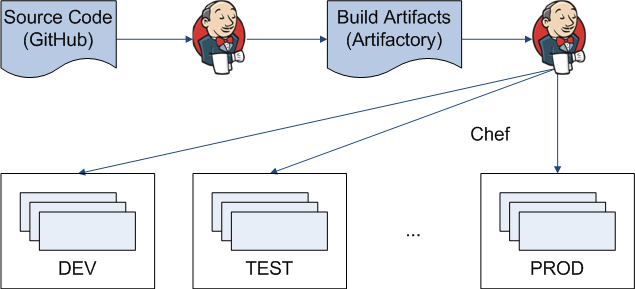 Source Code
(GitHub)
Build Artifacts
(Artifactory)
Chef
DEV
TEST
...
PROD